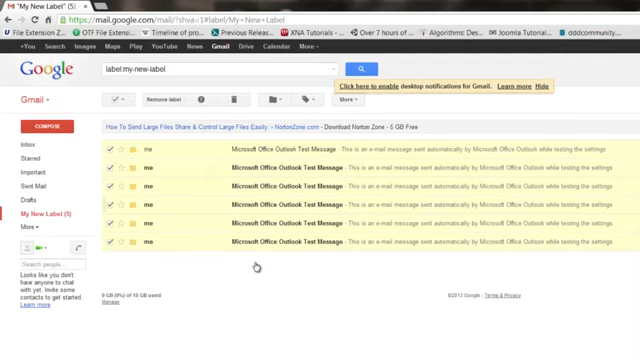 "My New Label" (5)
https://mail.google.com/mail/?shva=1#label/My+New+Label
File Extension Z
OTF File Extension
Timeline of pro
XNA Tutorials
Over 7 hours of
Algorithms: Des
Joomla Tutorial
dddcommunity.org
+You Search Images Maps Play YouTube News Gmail Drive Calendar More
Google
label:my-new-label
Click here to enable desktop notifications for Gmail. Learn more Hide
Gmail
Remove label
More
COMPOSE
How To Send Large Files Share & Control Large Files Easily. - NortonZone.com - Download Norton Zone - 5 GB Free
Inbox
Starred
Important
Sent Mail
Drafts
My New Label (5)
More
me Microsoft Office Outlook Test Message - This is an e-mail message sent automatically by Microsoft Office Outlook while testing the settings
me Microsoft Office Outlook Test Message - This is an e-mail message sent automatically by Microsoft Office Outlook while testing the settings
me Microsoft Office Outlook Test Message - This is an e-mail message sent automatically by Microsoft Office Outlook while testing the settings
me Microsoft Office Outlook Test Message - This is an e-mail message sent automatically by Microsoft Office Outlook while testing the settings
me Microsoft Office Outlook Test Message - This is an e-mail message sent automatically by Microsoft Office Outlook while testing the settings
me Microsoft Office Outlook Test Message - This is an e-mail message sent automatically by Microsoft Office Outlook while testing the settings
Search people...
Looks like you don't
have anyone to chat
with yet. Invite some
contacts to get started.
Learn more
0 GB (0%) of 15 GB used
Manage
©2013 Google - Terms & Privacy